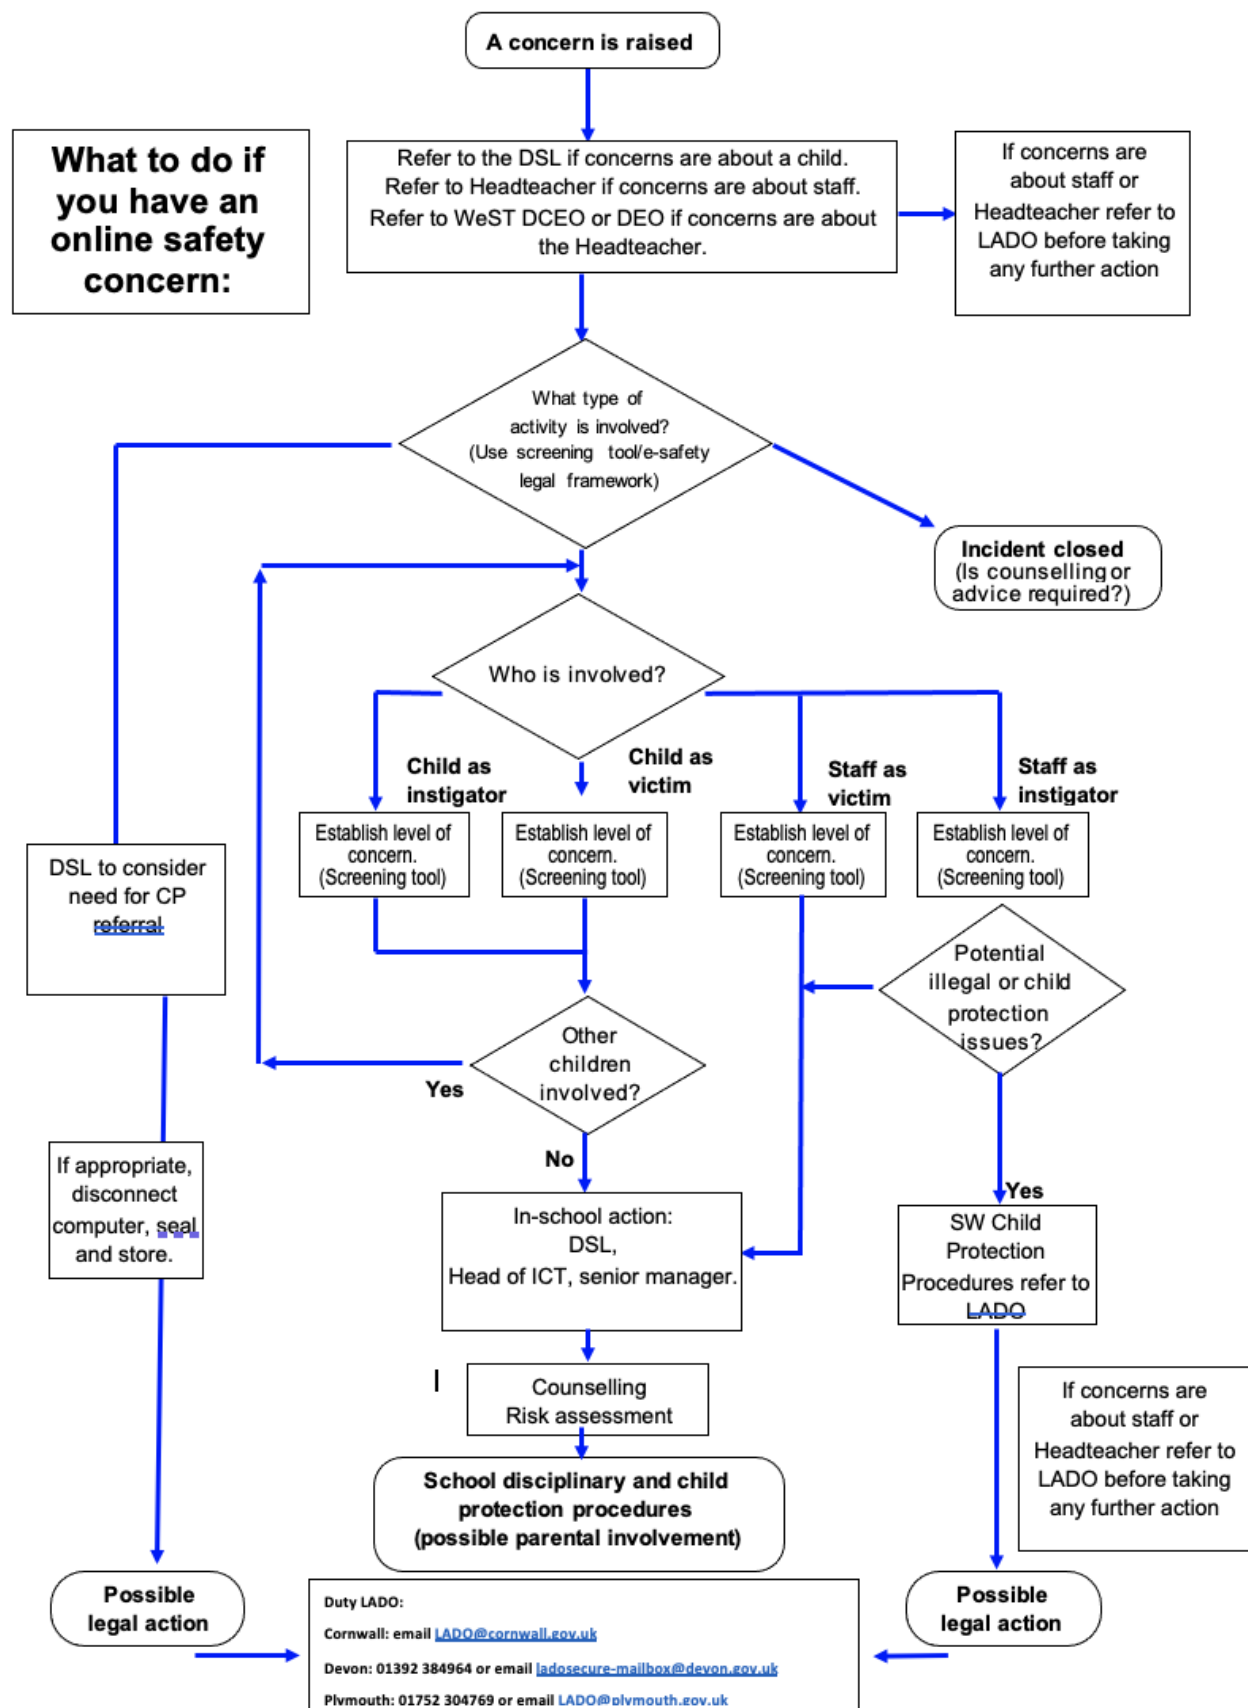 A concern is raised
What to do if
you have an
online safety
concern:
Refer to the DSL if concerns are about a child.
Refer to Headteacher if concerns are about staff.
Refer to WeST DCEO or DEO if concerns are about
the Headteacher.
If concerns are
about staff or
Headteacher refer to
LADO before taking
any further action
What type of
activity is involved?
(Use screening tool/e-safety
legal framework)
Incident closed
(Is counselling or
advice required?)
Who is involved?
Child as
instigator
Child as
victim
Staff as
victim
Staff as
instigator
Establish level of
concern.
(Screening tool)
Establish level of
concern.
(Screening tool)
Establish level of
concern.
(Screening tool)
Establish level of
concern.
(Screening tool)
DSL to consider
need for CP
referral
Potential
illegal or child
protection
issues?
Other
children
involved?
Yes
No
If appropriate,
disconnect
computer, seal
and store.
In-school action:
DSL,
Head of ICT, senior manager.
Yes
SW Child
Protection
Procedures refer to
LADO
Counselling
Risk assessment
If concerns are
about staff or
Headteacher refer to
LADO before taking
any further action
School disciplinary and child
protection procedures
(possible parental involvement)
Possible
legal action
Possible
legal action
Duty LADO:
Cornwall: email LADO@cornwall.gov.uk
Devon: 01392 384964 or email ladosecure-mailbox@devon.gov.uk
Plymouth: 01752 304769 or email LADO@plymouth.gov.uk